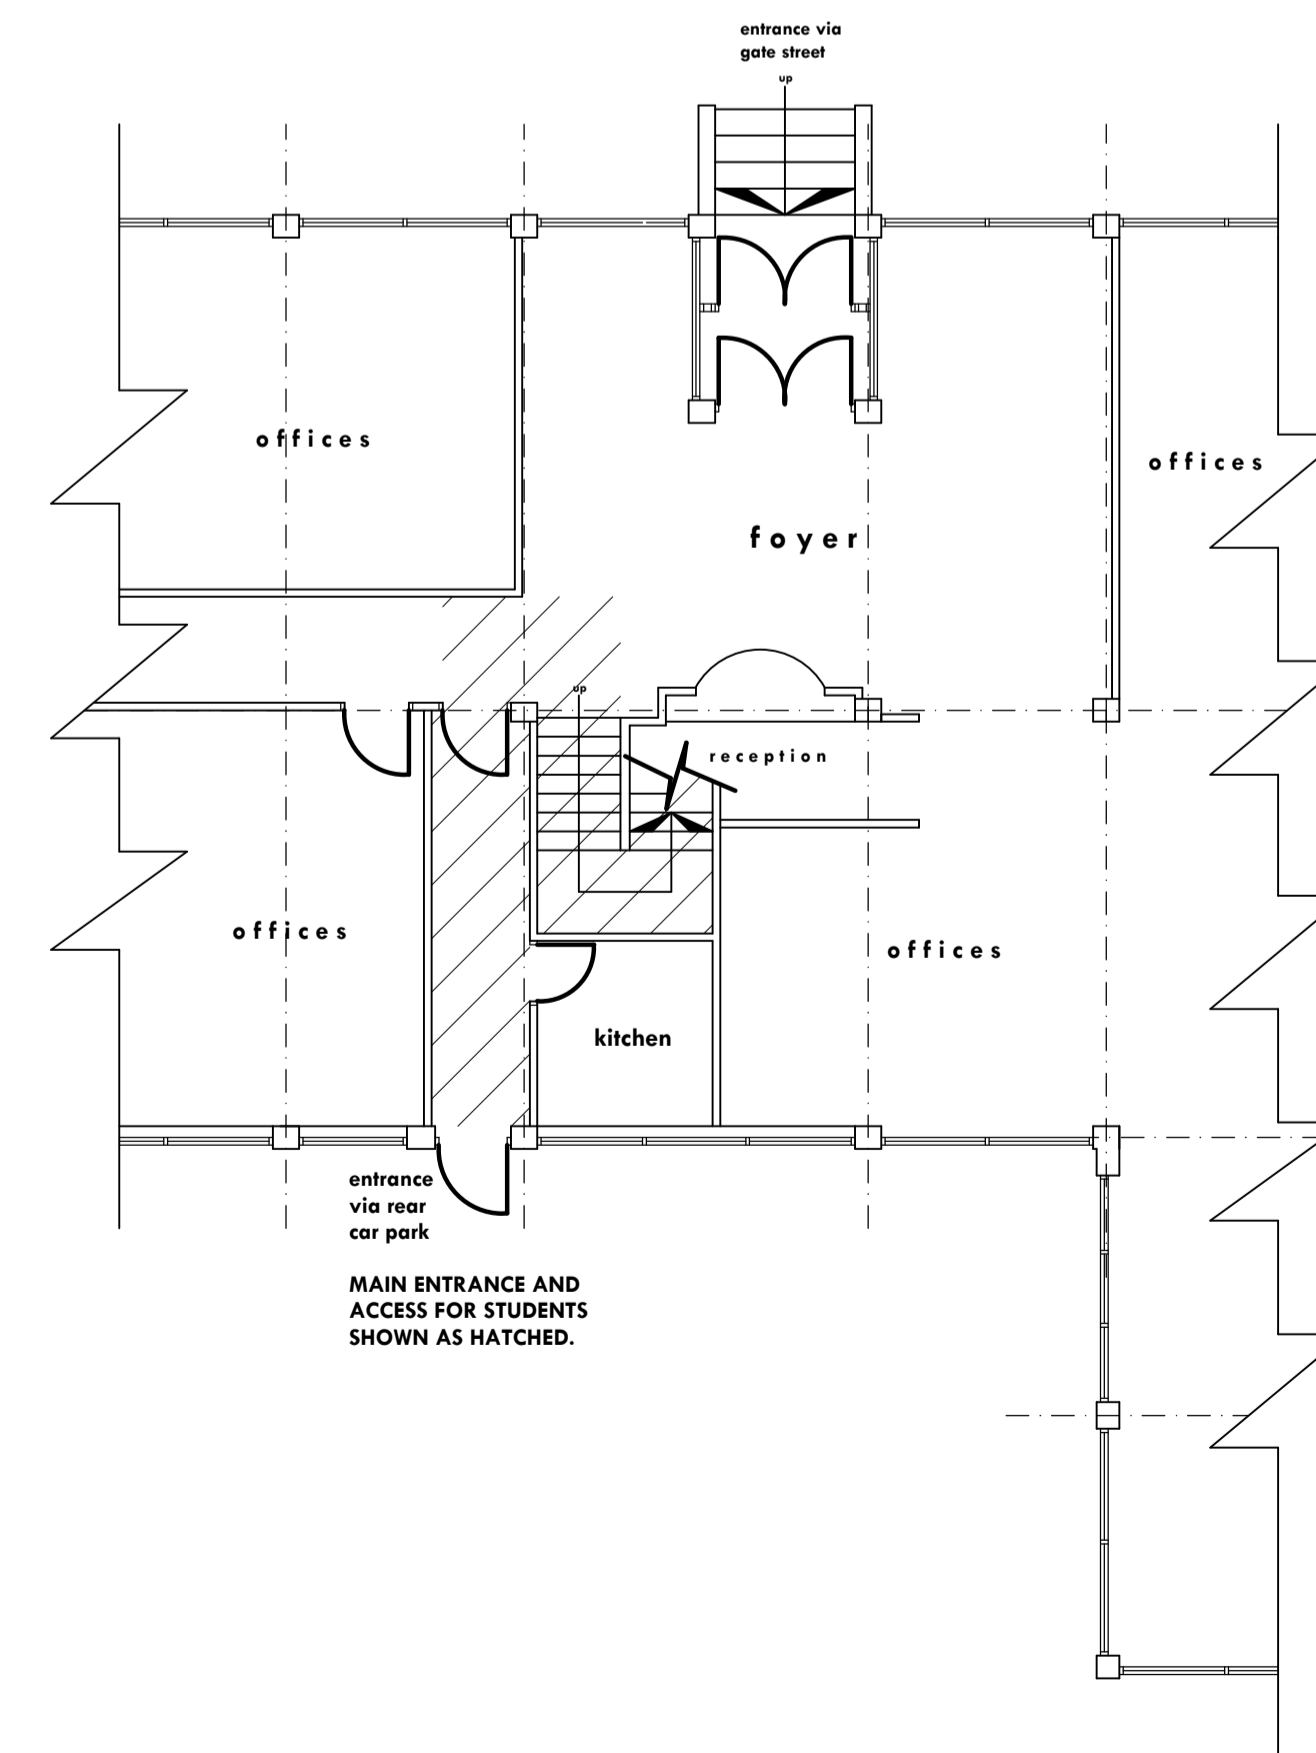 entrance via
gate street
up
offices
offices
foyer
up
reception
offices
offices
kitchen
entrance
via rear
car park
MAIN ENTRANCE AND
ACCESS FOR STUDENTS
SHOWN AS HATCHED.